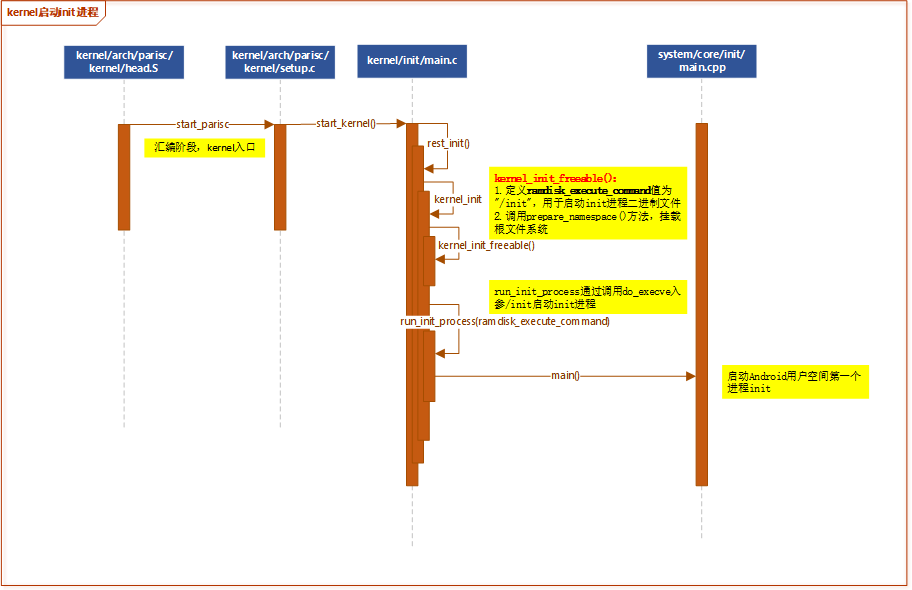 kernel启动init进程
kernel/arch/parisc/
kernel/head.S
kernel/arch/parisc/
kernel/setup.c
kernel/init/main.c
system/core/init/
main.cpp
start_parisc
start_kernel()
汇编阶段，kernel入口
rest_init()
kernel_init_freeable():
1. 定义ramdisk_execute_command值为
"/init"，用于启动init进程二进制文件
2. 调用prepare_namespace()方法，挂载
根文件系统
kernel_init
kernel_init_freeable()
run_init_process通过调用do_execve入
参/init启动init进程
run_init_process(ramdisk_execute_command)
main()
启动Android用户空间第一个
进程init